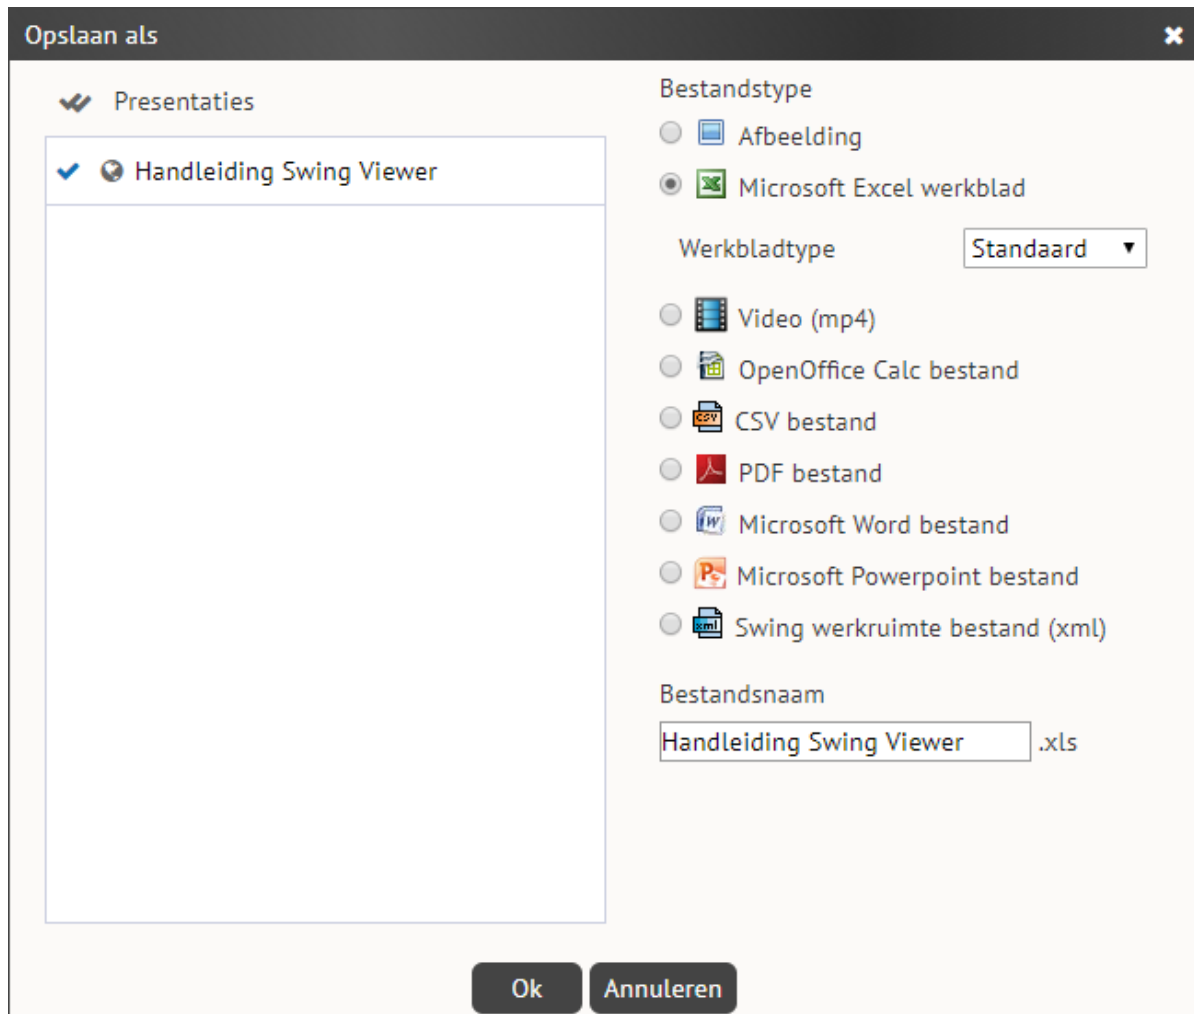 Opslaan als
Presentaties
Handleiding Swing Viewer
Bestandstype
Afbeelding
Microsoft Excel werkblad
Werkbladtype Standaard
Video (mp4)
OpenOffice Calc bestand
CSV bestand
PDF bestand
Microsoft Word bestand
Microsoft Powerpoint bestand
Swing werkruimte bestand (xml)
Bestandsnaam
Handleiding Swing Viewer .xls
Ok Annuleren